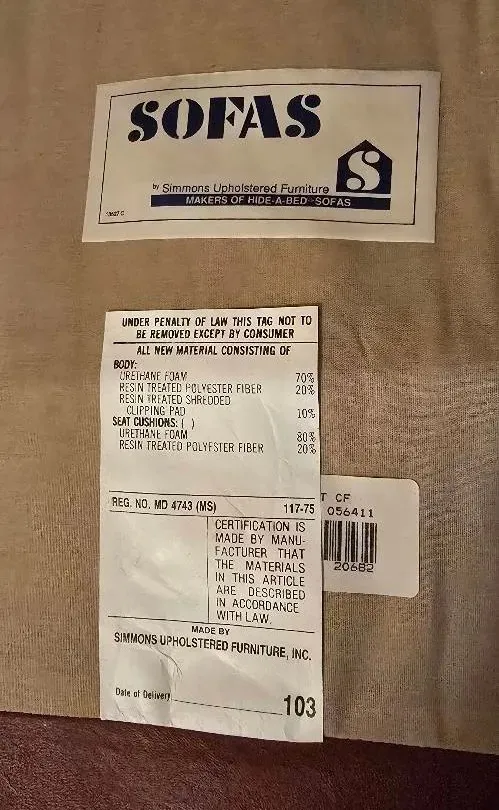 SOFAS
by Simmons Upholstered Furniture
S
MAKERS OF HIDE-A-BED SOFAS
UNDER PENALTY OF LAW THIS TAG NOT TO
BE REMOVED EXCEPT BY CONSUMER
ALL NEW MATERIAL CONSISTING OF
BODY:
URETHANE FOAM 70%
RESIN TREATED POLYESTER FIBER 20%
RESIN TREATED SHREDDED
CLIPPING PAD 10%
SEAT CUSHIONS: ( )
URETHANE FOAM 80%
RESIN TREATED POLYESTER FIBER 20%
REG. NO. MD 4743 (MS) 117-75
CERTIFICATION IS
MADE BY MANU-
FACTURER THAT
THE MATERIALS
IN THIS ARTICLE
ARE DESCRIBED
IN ACCORDANCE
WITH LAW.
MADE BY
SIMMONS UPHOLSTERED FURNITURE, INC.
Date of Delivery
103
T CF
056411
20682